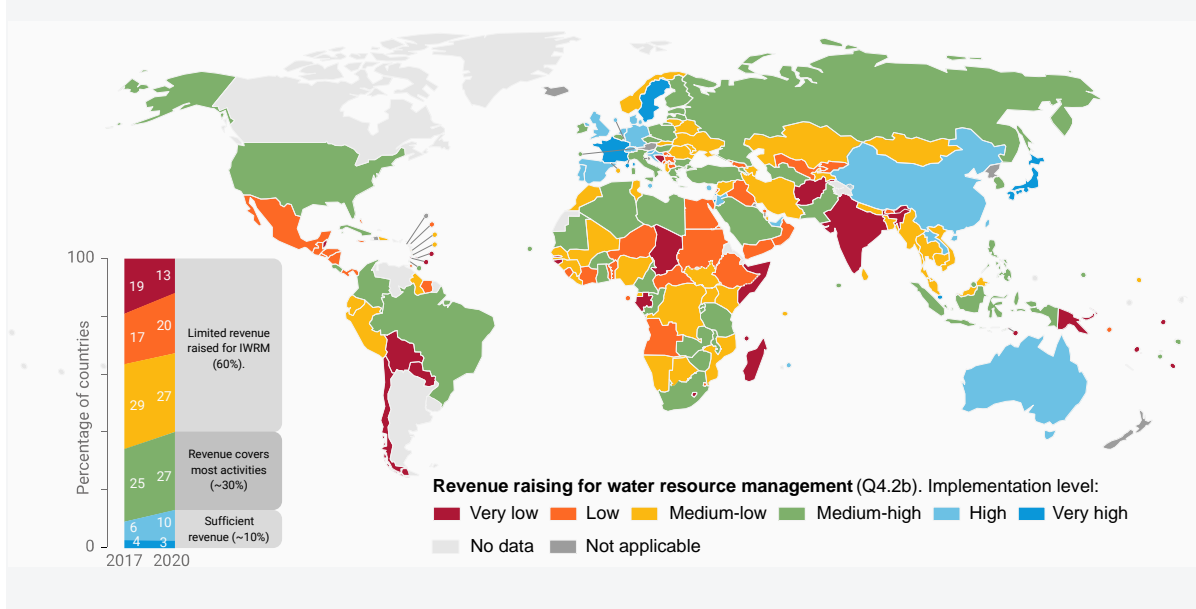 100
Percentage of countries
0
19
13
17
20
29
27
25
27
6
10
4
3
2017 2020
Limited revenue
raised for IWRM
(60%).
Revenue covers
most activities
(~30%)
Sufficient
revenue (~10%)
Revenue raising for water resource management (Q4.2b). Implementation level:
Very low Low Medium-low Medium-high High Very high
No data Not applicable